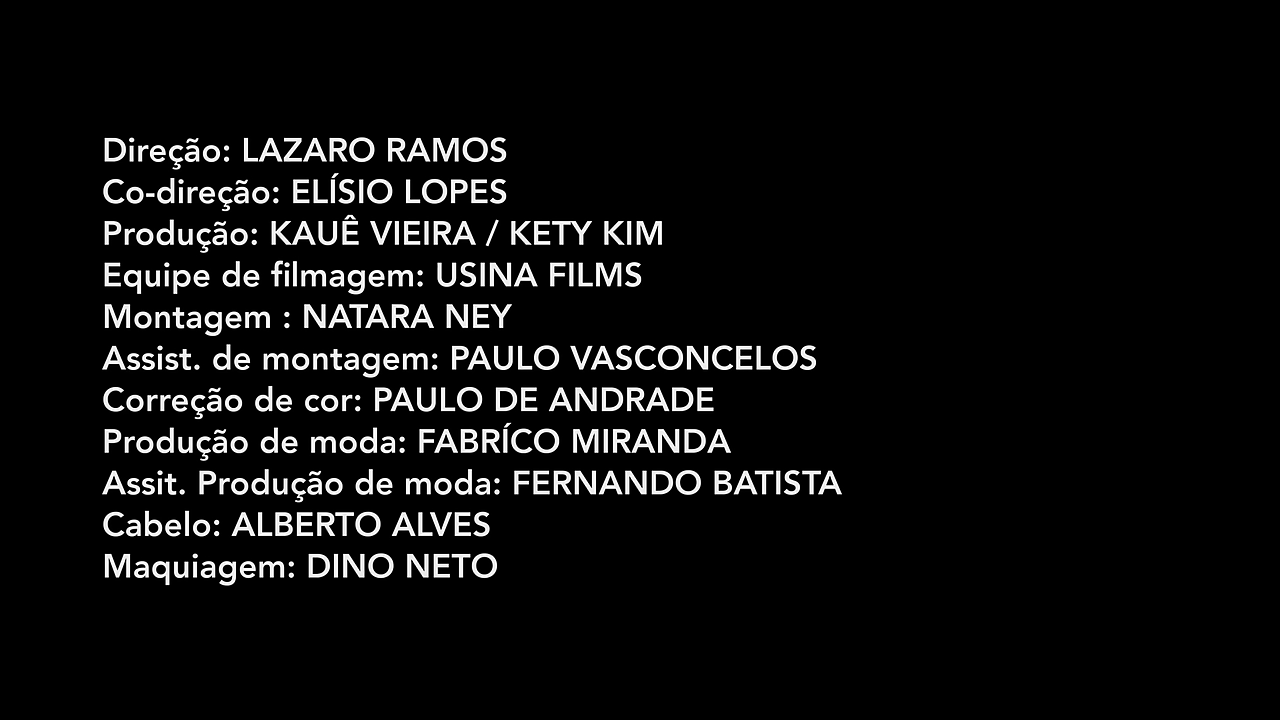 Direção: LAZARO RAMOS
Co-direção: ELÍSIO LOPES
Produção: KAUÊ VIEIRA / KETY KIM
Equipe de filmagem: USINA FILMS
Montagem : NATARA NEY
Assist. de montagem: PAULO VASCONCELOS
Correção de cor: PAULO DE ANDRADE
Produção de moda: FABRÍCO MIRANDA
Assit. Produção de moda: FERNANDO BATISTA
Cabelo: ALBERTO ALVES
Maquiagem: DINO NETO